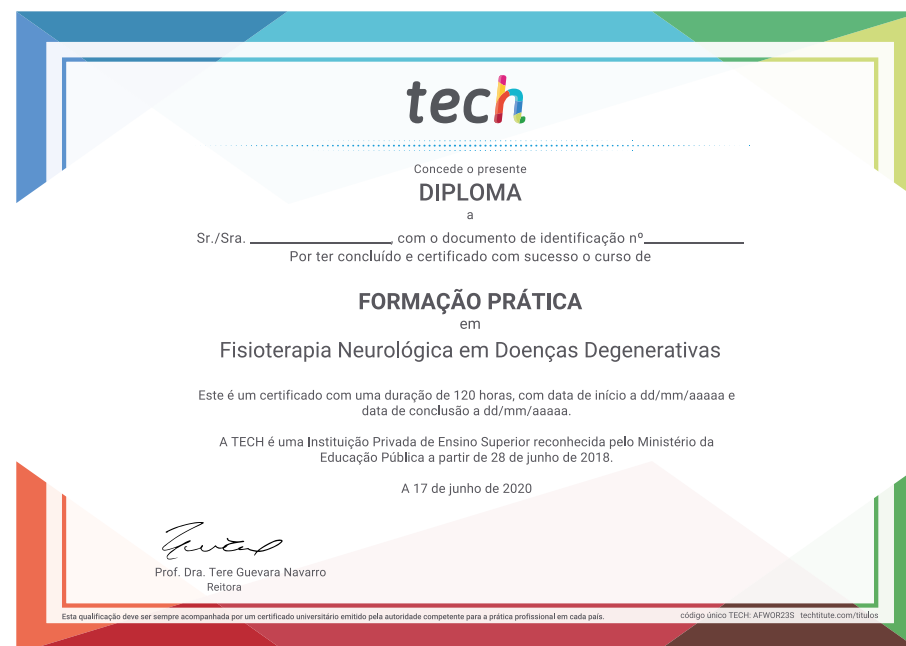 tech
Concede o presente
DIPLOMA
a
Sr./Sra. ____________________, com o documento de identificação nº______________
Por ter concluído e certificado com sucesso o curso de
FORMAÇÃO PRÁTICA
em
Fisioterapia Neurológica em Doenças Degenerativas
Este é um certificado com uma duração de 120 horas, com data de início a dd/mm/aaaaa e
data de conclusão a dd/mm/aaaaa.
A TECH é uma Instituição Privada de Ensino Superior reconhecida pelo Ministério da
Educação Pública a partir de 28 de junho de 2018.
A 17 de junho de 2020
Prof. Dra. Tere Guevara Navarro
Reitora
Esta qualificação deve ser sempre acompanhada por um certificado universitário emitido pela autoridade competente para a prática profissional em cada país.
código único TECH: AFWOR23S techtitute.com/titulos